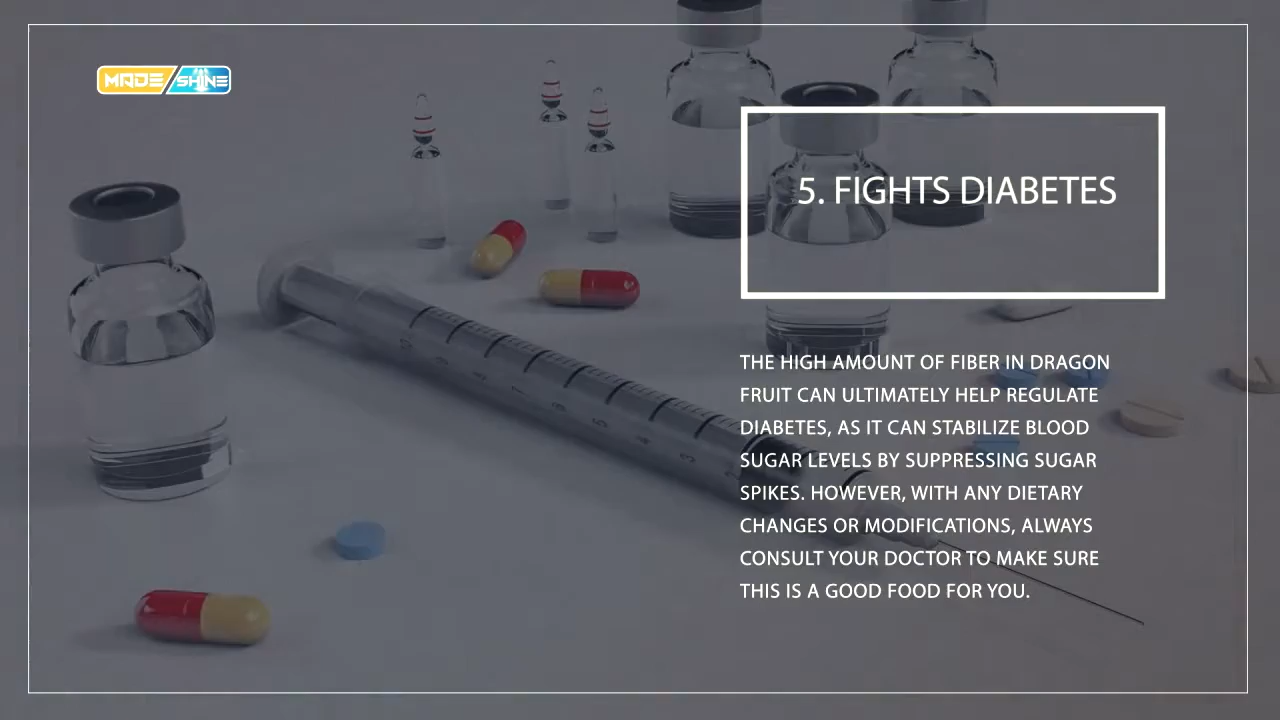 MADE/SHINE
5. FIGHTS DIABETES
THE HIGH AMOUNT OF FIBER IN DRAGON
FRUIT CAN ULTIMATELY HELP REGULATE
DIABETES, AS IT CAN STABILIZE BLOOD
SUGAR LEVELS BY SUPPRESSING SUGAR
SPIKES. HOWEVER, WITH ANY DIETARY
CHANGES OR MODIFICATIONS, ALWAYS
CONSULT YOUR DOCTOR TO MAKE SURE
THIS IS A GOOD FOOD FOR YOU.